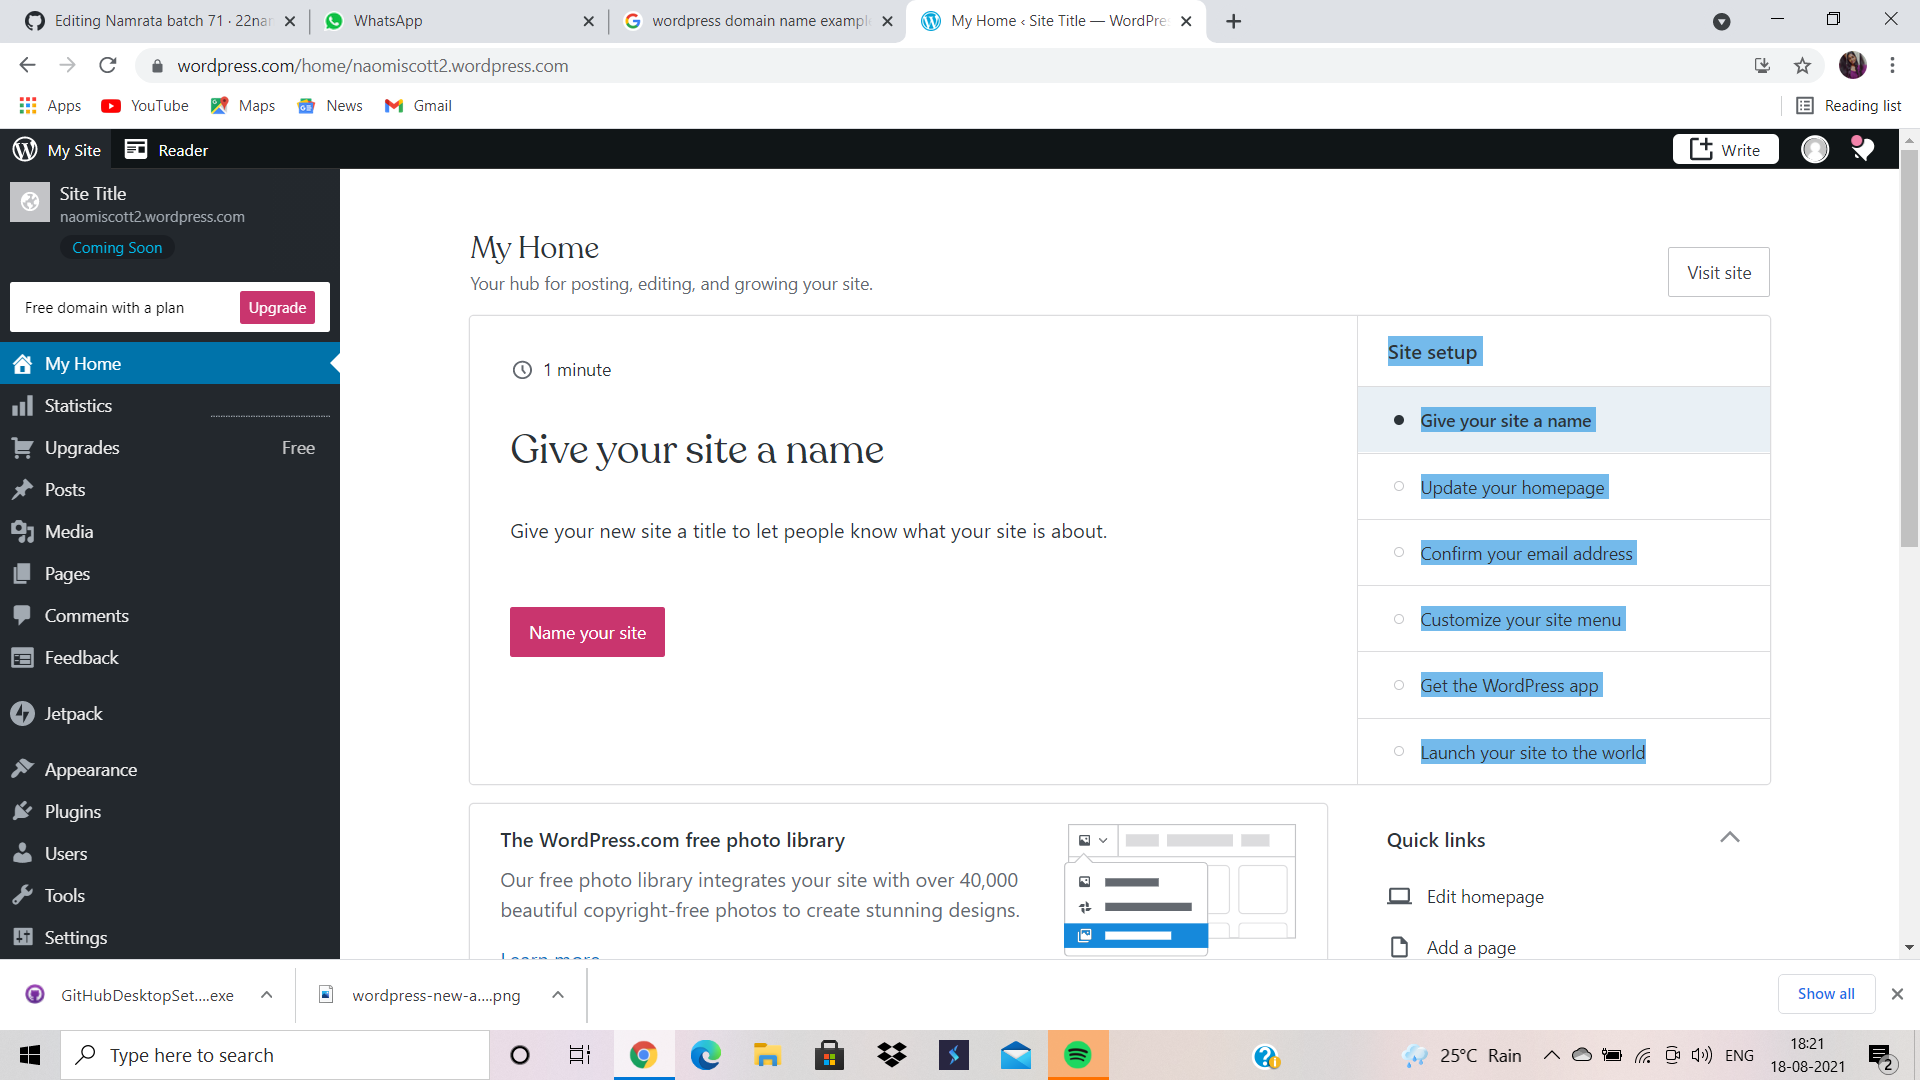 Editing Namrata batch 71 · 22nar
WhatsApp
wordpress domain name example
My Home ‹ Site Title — WordPres
wordpress.com/home/naomiscott2.wordpress.com
Apps
YouTube
Maps
News
Gmail
Reading list
My Site
Reader
Write
Site Title
naomiscott2.wordpress.com
Coming Soon
Free domain with a plan
Upgrade
My Home
Statistics
Upgrades
Free
Posts
Media
Pages
Comments
Feedback
Jetpack
Appearance
Plugins
Users
Tools
Settings
My Home
Your hub for posting, editing, and growing your site.
Visit site
1 minute
Give your site a name
Give your new site a title to let people know what your site is about.
Name your site
Site setup
Give your site a name
Update your homepage
Confirm your email address
Customize your site menu
Get the WordPress app
Launch your site to the world
The WordPress.com free photo library
Our free photo library integrates your site with over 40,000
beautiful copyright-free photos to create stunning designs.
Learn more
Quick links
Edit homepage
Add a page
GitHubDesktopSet....exe
wordpress-new-a....png
Show all
Type here to search
25°C Rain
ENG
18:21
18-08-2021
2